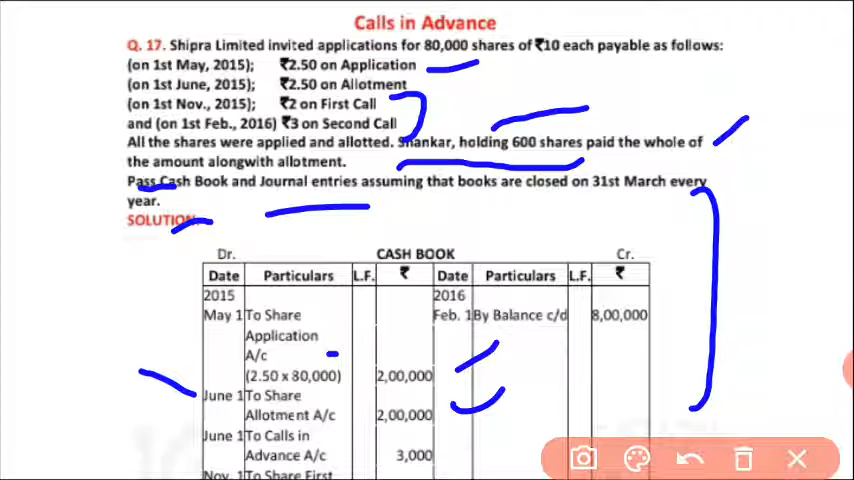 Calls in Advance
Q. 17. Shipra Limited invited applications for 80,000 shares of ₹10 each payable as follows:
(on 1st May, 2015); ₹2.50 on Application
(on 1st June, 2015); ₹2.50 on Allotment
(on 1st Nov., 2015); ₹2 on First Call
and (on 1st Feb., 2016) ₹3 on Second Call
All the shares were applied and allotted. Shankar, holding 600 shares paid the whole of
the amount alongwith allotment.
Pass Cash Book and Journal entries assuming that books are closed on 31st March every
year.
SOLUTION:
Dr. CASH BOOK Cr.
Date Particulars L.F. ₹ Date Particulars L.F. ₹
2015 2016
May 1 To Share Feb. 1 By Balance c/d 8,00,000
Application
A/c
(2.50 x 80,000) 2,00,000
June 1 To Share
Allotment A/c 2,00,000
June 1 To Calls in
Advance A/c 3,000
Nov. 1 To Share First